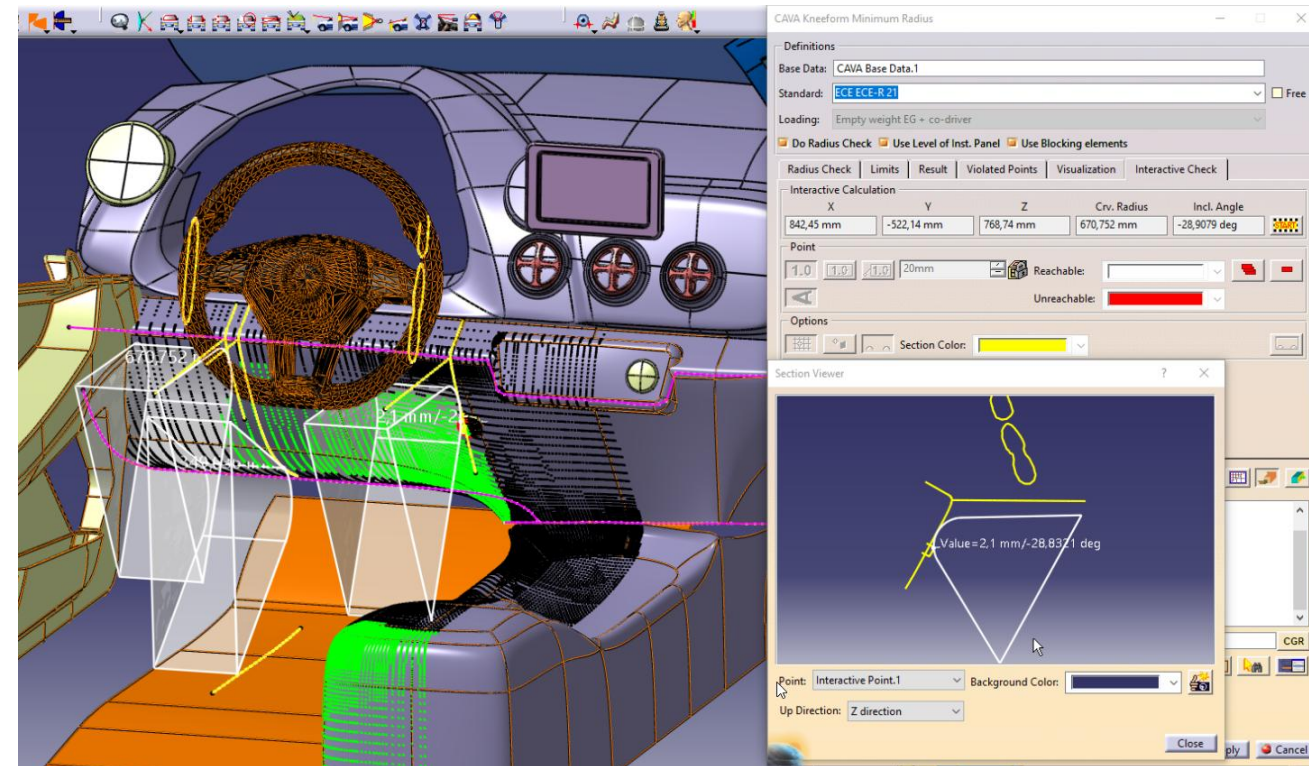 CAVA Kneeform Minimum Radius
Definitions
Base Data: CAVA Base Data.1
Standard: ECE ECE-R 21 Free
Loading: Empty weight EG + co-driver
Do Radius Check Use Level of Inst. Panel Use Blocking elements
Radius Check Limits Result Violated Points Visualization Interactive Check
Interactive Calculation
X Y Z Crv. Radius Incl. Angle
842,45 mm -522,14 mm 768,74 mm 670,752 mm -28,9079 deg START
Point
1.0 1.0 1.0 20mm Reachable:
Unreachable:
Options
Section Color:
Section Viewer
Value=2,1 mm/-28,8321 deg
Point: Interactive Point.1 Background Color:
Up Direction: Z direction
Close
CGR
ply Cancel
670,752
2,1 mm/-2